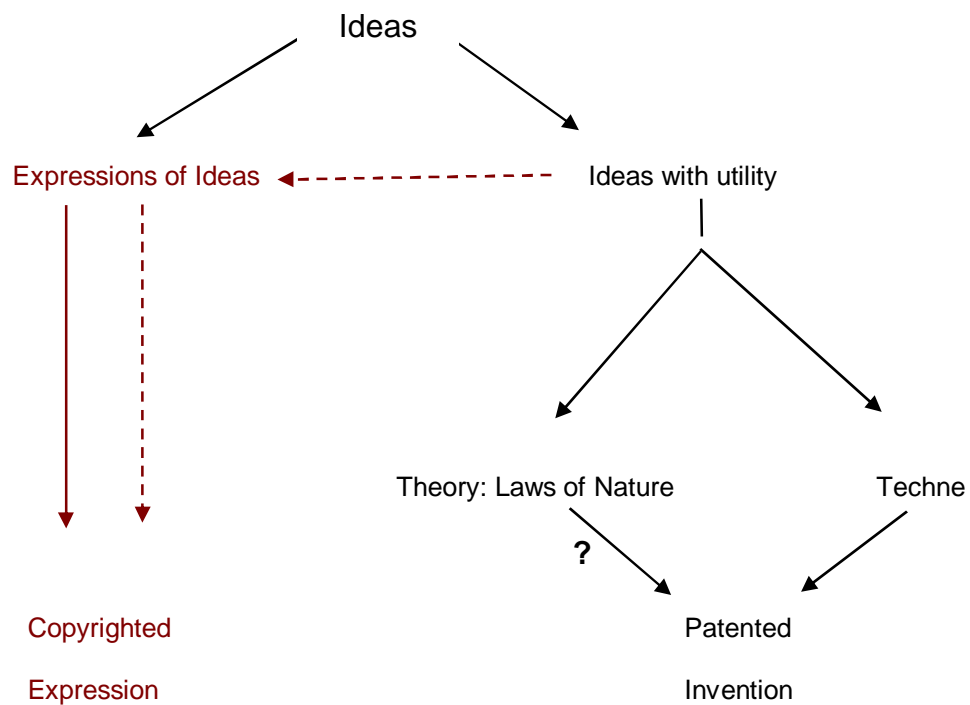 Ideas
Expressions of Ideas
Ideas with utility
Theory: Laws of Nature
Techne
?
Copyrighted
Patented
Expression
Invention